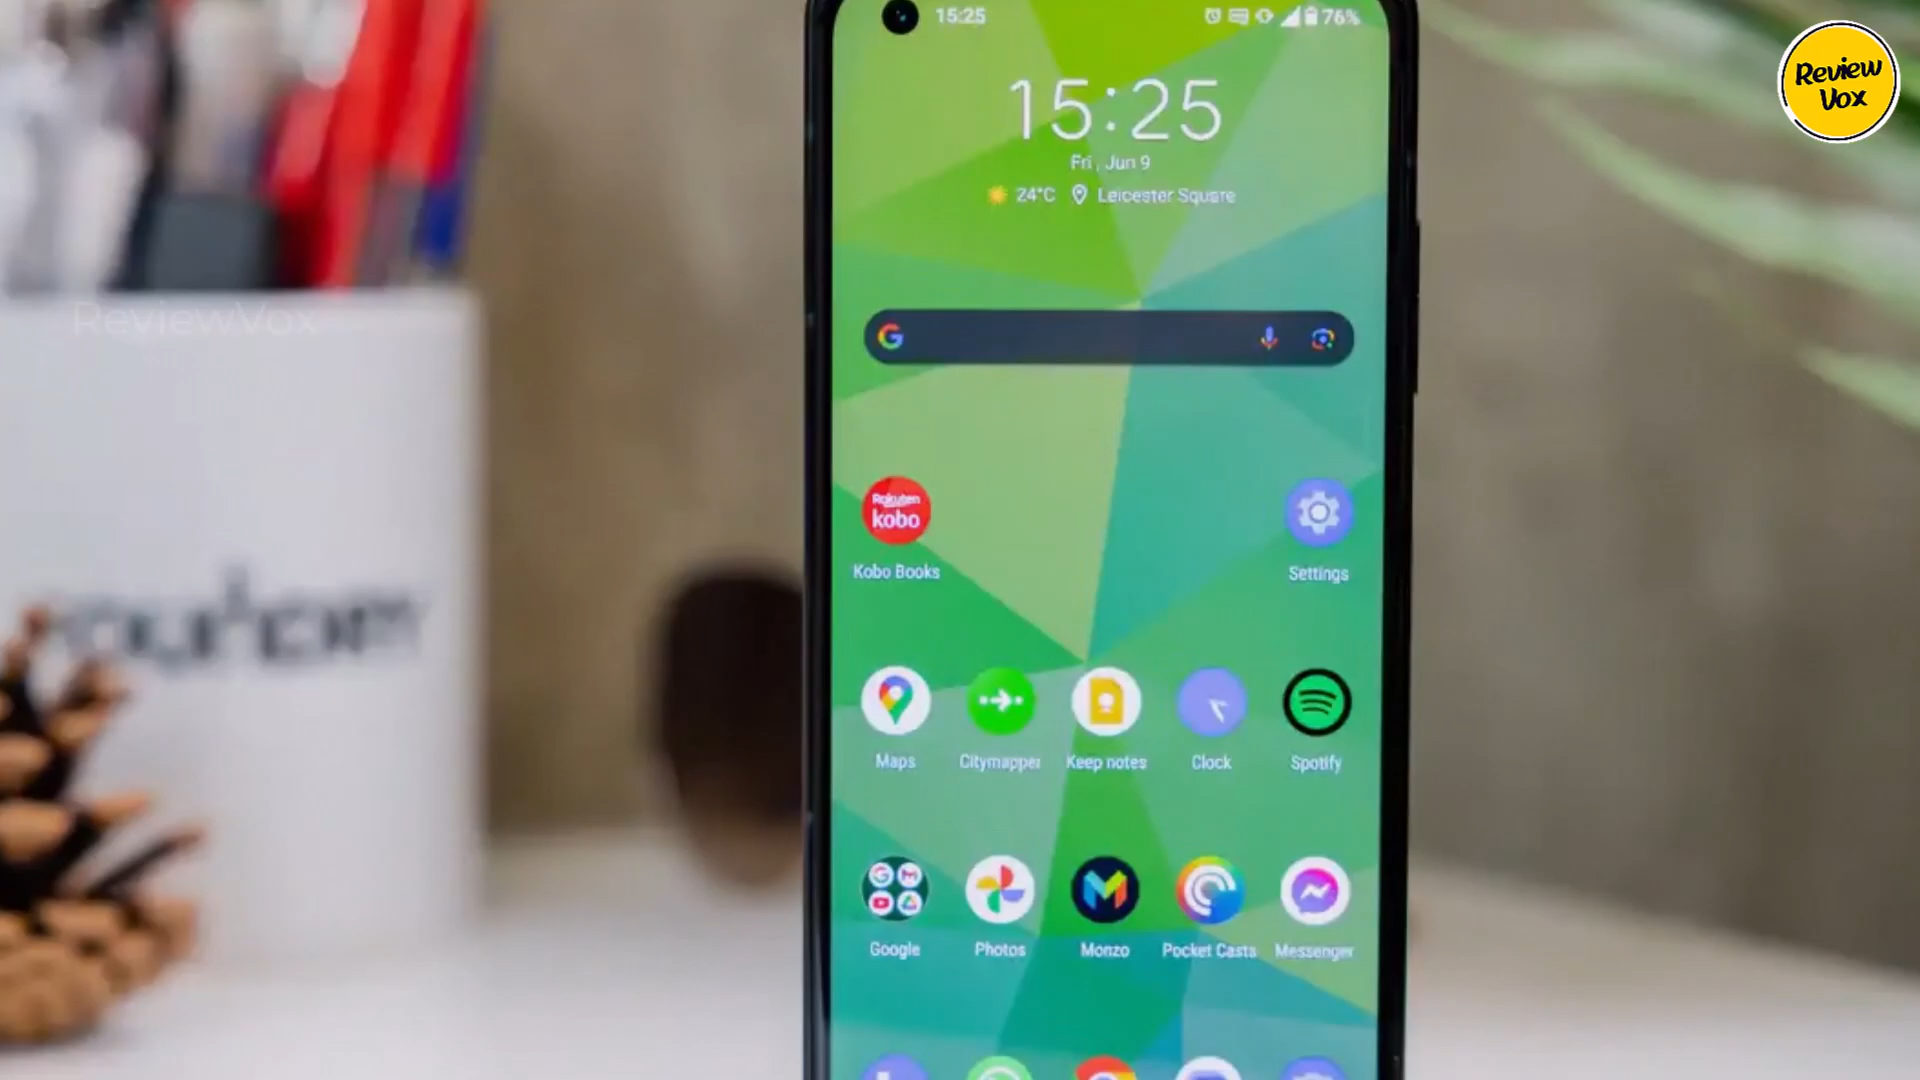 15:25
76%
Review
Vox
15:25
Fri, Jun 9
24°C Leicester Square
ReviewVox
Rakuten
kobo
Kobo Books
Settings
Maps
Citymapper
Keep notes
Clock
Spotify
Google
Photos
Monzo
Pocket Casts
Messenger